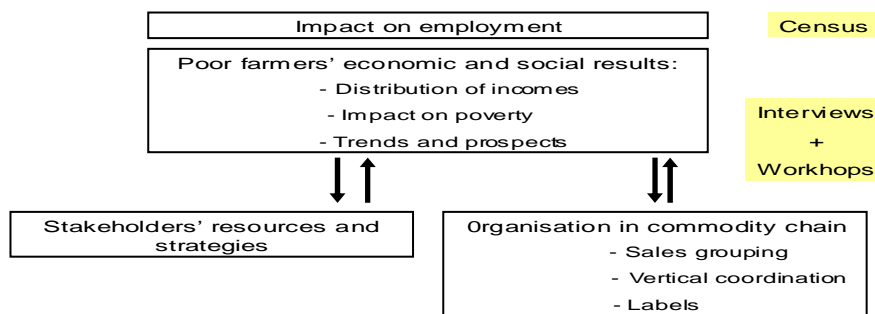 Impact on employment
Census
Poor farmers' economic and social results:
- Distribution of incomes
- Impact on poverty
- Trends and prospects
Interviews
+
Workhops
Stakeholders' resources and
strategies
Organisation in commodity chain
- Sales grouping
- Vertical coordination
- Labels